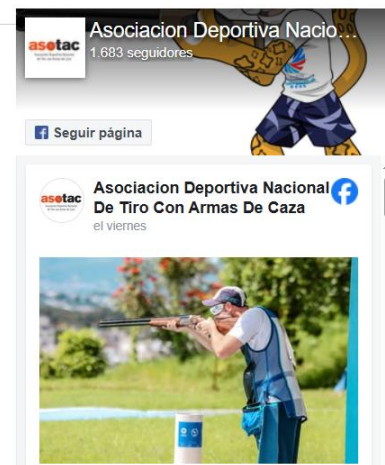 asotac
Asociacion Deportiva Nacio...
1.683 seguidores
Seguir página
asotac
Asociacion Deportiva Nacional
De Tiro Con Armas De Caza
el viernes